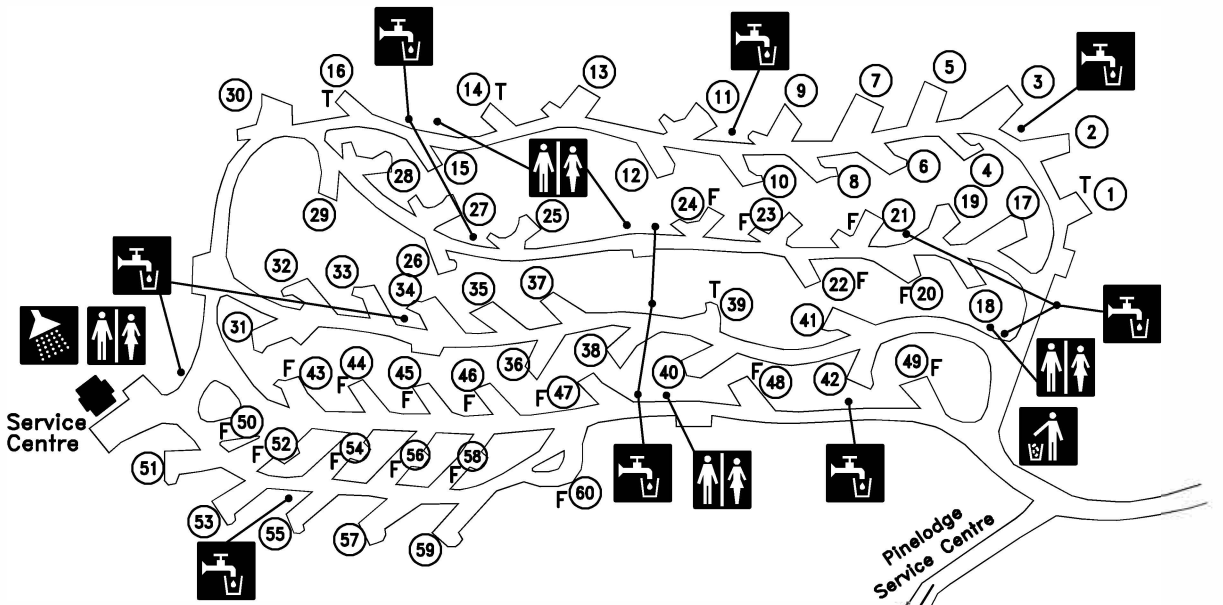 16
13
7
5
3
30
14
T
T
11
9
2
28
15
12
10
8
6
4
1
T
29
27
25
24
F
23
F
21
F
19
17
26
32
33
34
35
37
T
39
22
F
20
F
18
41
31
36
38
40
F
43
44
F
45
F
46
F
47
F
48
F
42
49
F
Service
Centre
50
F
52
F
54
F
56
F
58
F
51
60
F
53
55
57
59
Pinelodge
Service Centre